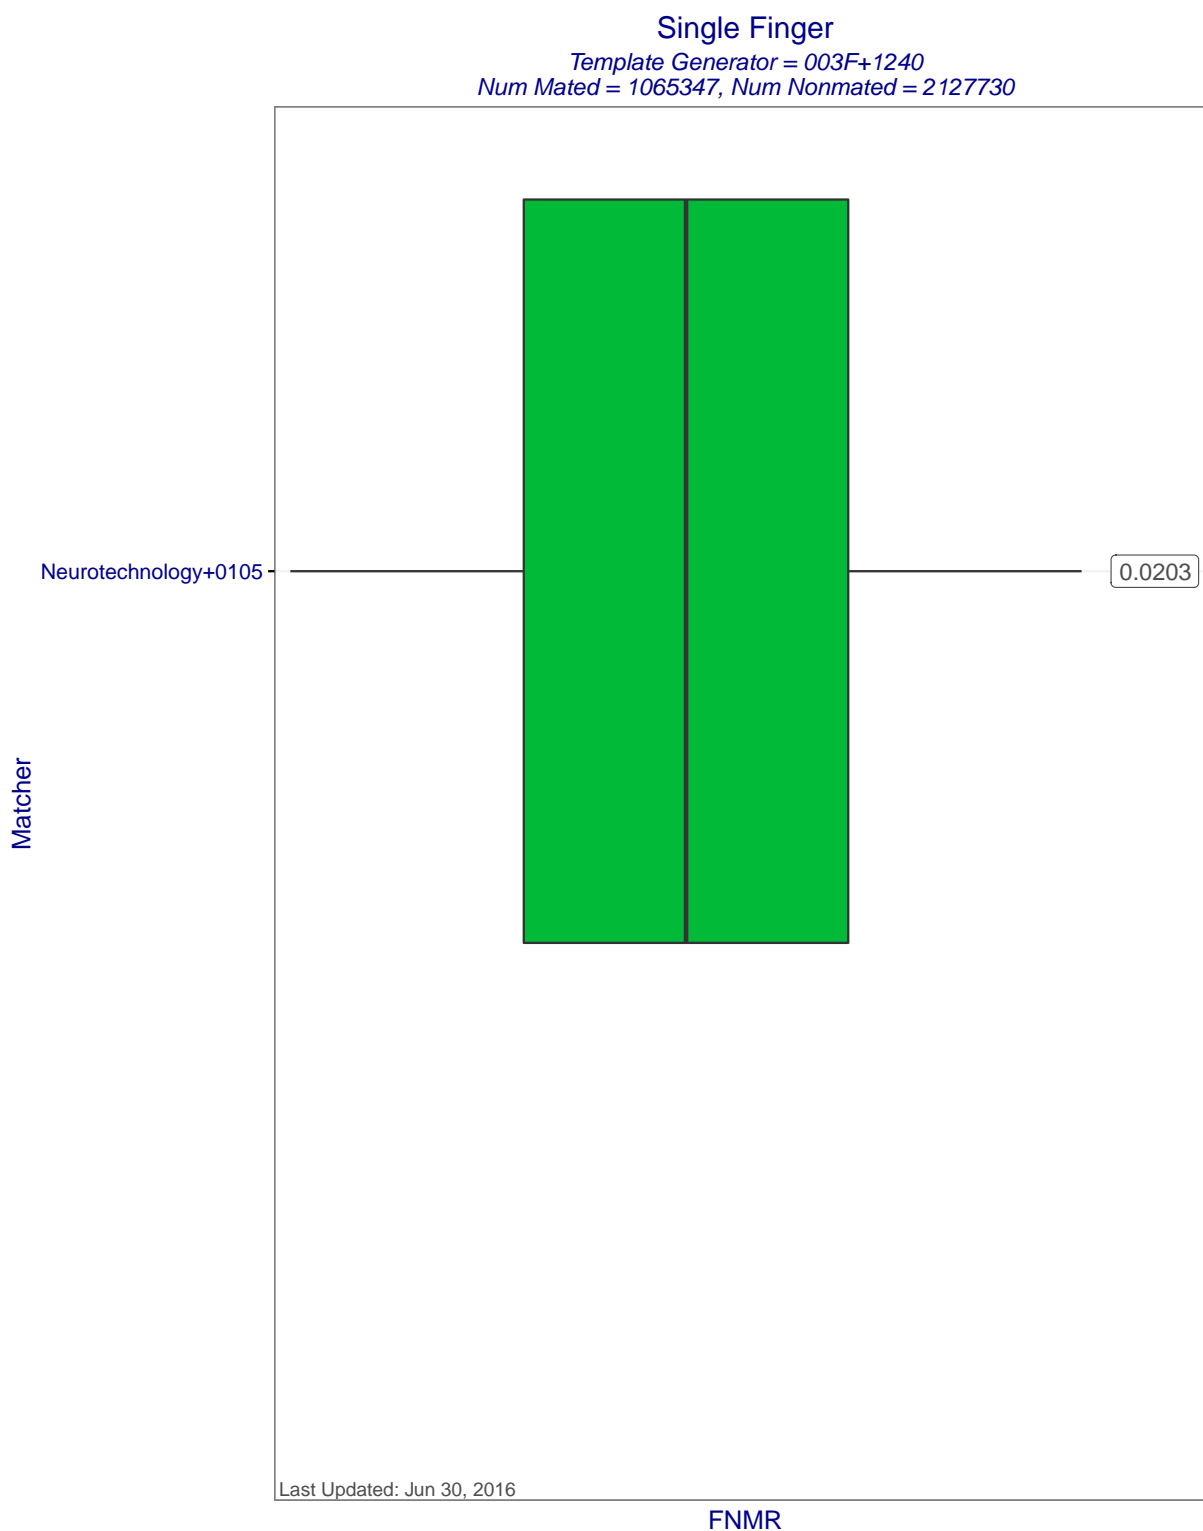 Single Finger
Template Generator = 003F+1240
Num Mated = 1065347, Num Nonmated = 2127730
Neurotechnology+0105
0.0203
Matcher
Last Updated: Jun 30, 2016
FNMR